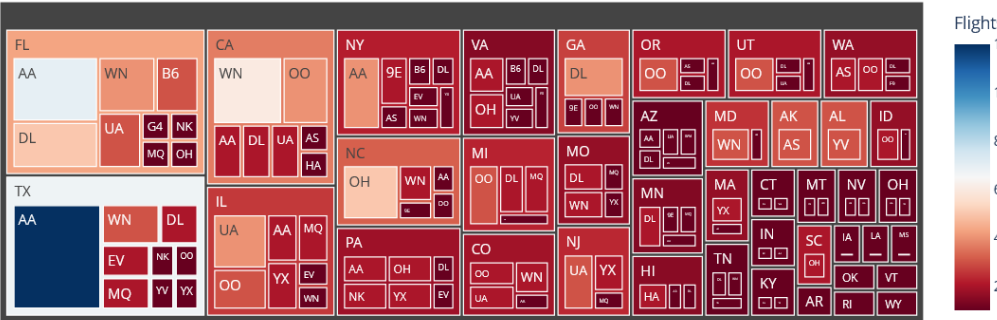 Flight
FL
AA
WN
B6
DL
UA
G4
NK
MQ
OH
TX
AA
WN
DL
EV
NK
OO
MQ
YV
YX
CA
WN
OO
AA
DL
UA
AS
HA
IL
UA
AA
MQ
OO
YX
EV
WN
NY
AA
9E
B6
DL
EV
AS
WN
NC
OH
WN
AA
OO
PA
AA
OH
DL
NK
YX
EV
VA
AA
B6
DL
OH
UA
YV
MI
OO
DL
MQ
CO
OO
WN
UA
GA
DL
9E
OO
WN
MO
DL
MQ
WN
YX
NJ
UA
YX
MQ
OR
OO
UT
OO
WA
AS
OO
AZ
AA
DL
MN
DL
9E
HI
HA
MD
WN
AK
AS
AL
YV
ID
OO
MA
YX
TN
CT
IN
KY
MT
NV
OH
SC
OH
IA
LA
MS
OK
VT
AR
RI
WY